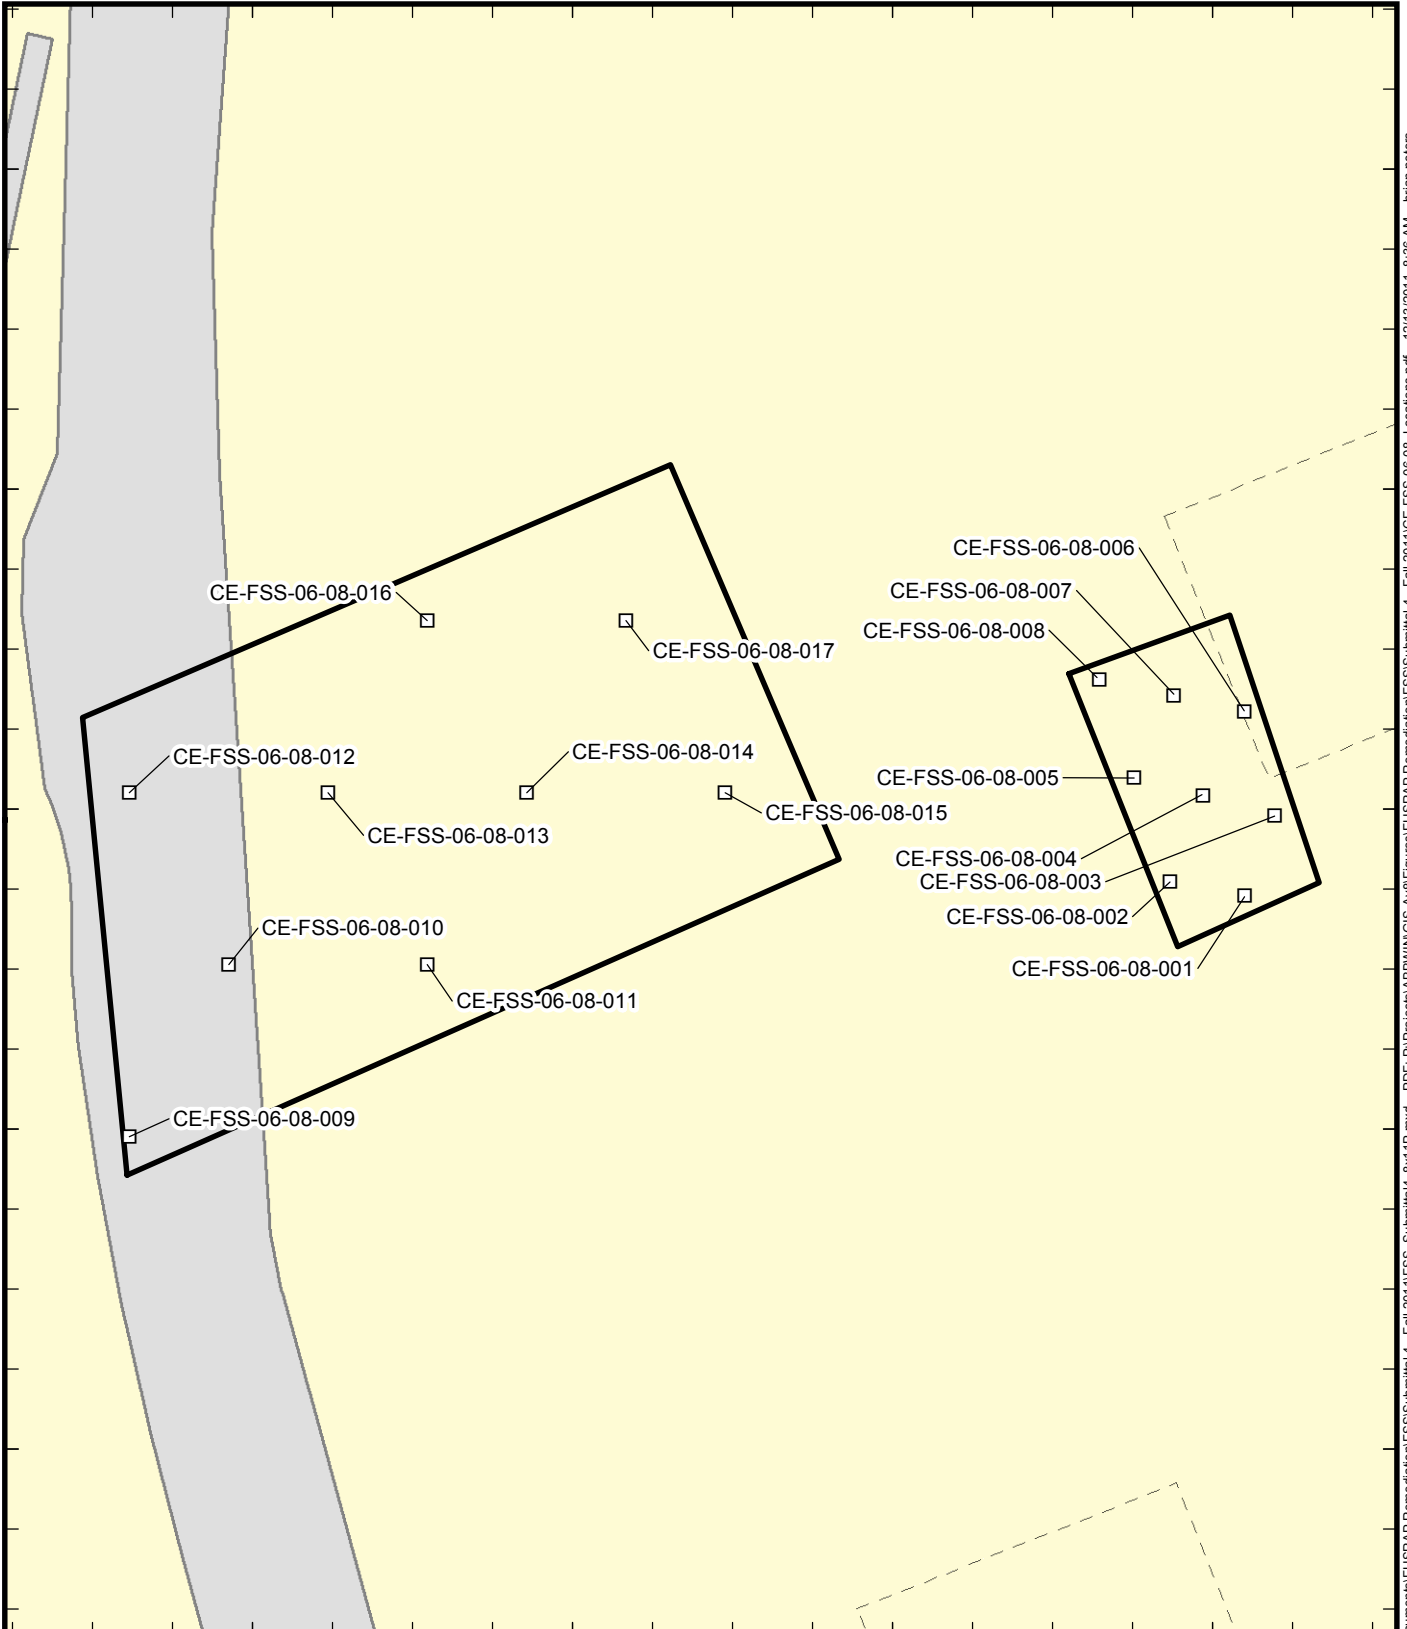 CE-FSS-06-08-006
CE-FSS-06-08-007
CE-FSS-06-08-016
CE-FSS-06-08-008
CE-FSS-06-08-017
CE-FSS-06-08-014
CE-FSS-06-08-012
CE-FSS-06-08-005
CE-FSS-06-08-015
CE-FSS-06-08-013
CE-FSS-06-08-004
CE-FSS-06-08-003
CE-FSS-06-08-002
CE-FSS-06-08-010
CE-FSS-06-08-001
CE-FSS-06-08-011
CE-FSS-06-08-009